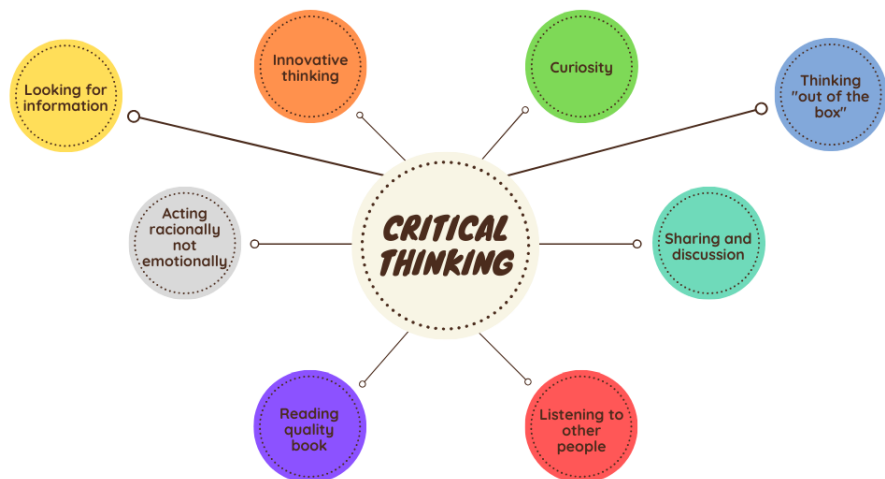 Looking for
information
Innovative
thinking
Curiosity
Thinking
"out of the
box"
Acting
racionally
not
emotionally
CRITICAL
THINKING
Sharing and
discussion
Reading
quality
book
Listening to
other
people